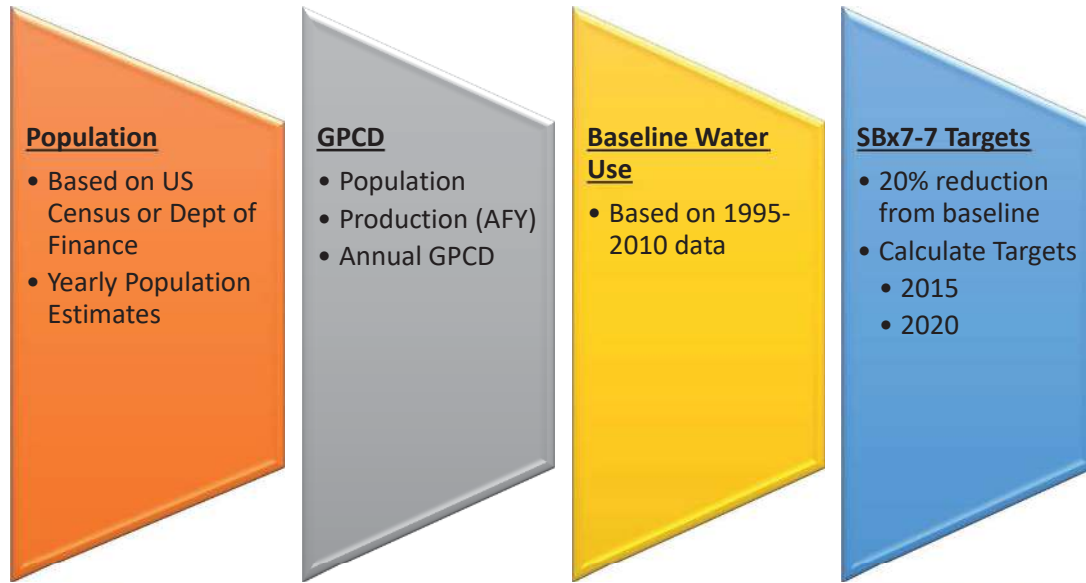 Population
• Based on US
Census or Dept of
Finance
• Yearly Population
Estimates
GPCD
• Population
• Production (AFY)
• Annual GPCD
Baseline Water
Use
• Based on 1995-
2010 data
SBx7-7 Targets
• 20% reduction
from baseline
• Calculate Targets
• 2015
• 2020